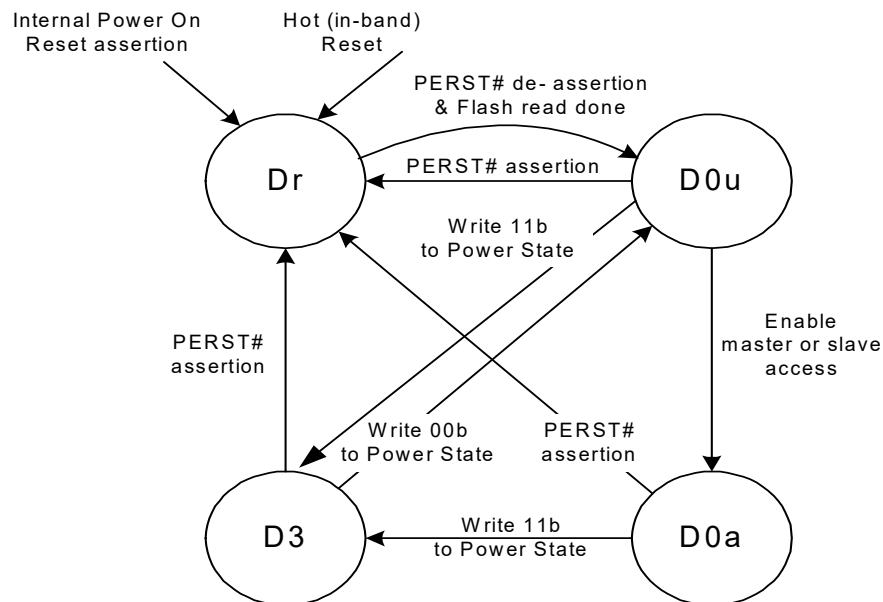 Internal Power On
Reset assertion
Hot (in-band)
Reset
PERST# de- assertion
& Flash read done
Dr
PERST# assertion
D0u
Write 11b
to Power State
PERST#
assertion
Enable
master or slave
access
Write 00b
to Power State
PERST#
assertion
D3
Write 11b
to Power State
D0a